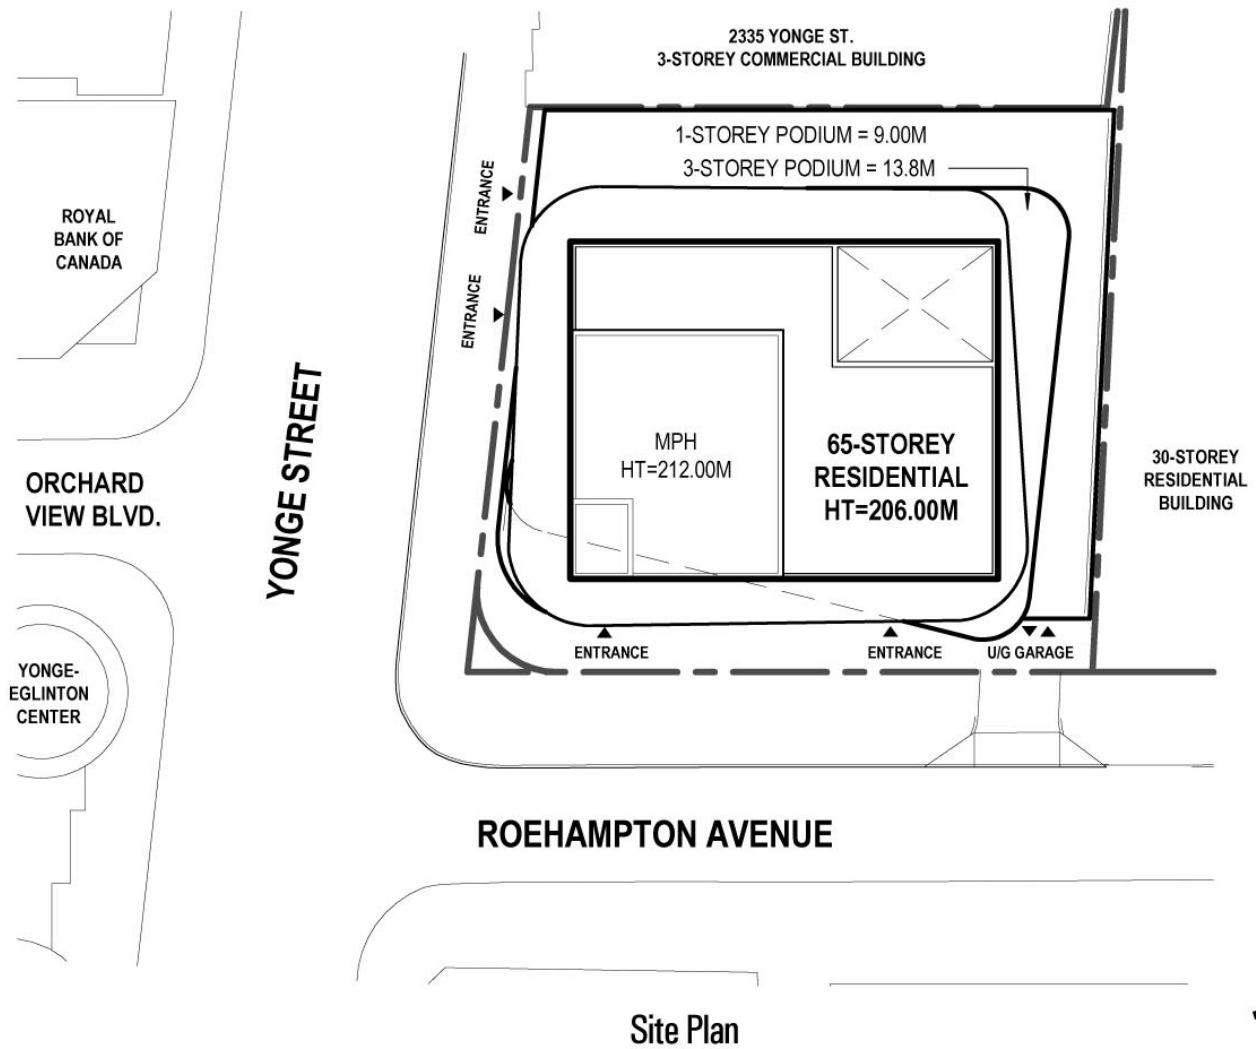 2335 YONGE ST.
3-STOREY COMMERCIAL BUILDING
1-STOREY PODIUM = 9.00M
3-STOREY PODIUM = 13.8M
ENTRANCE
ROYAL
BANK OF
CANADA
ENTRANCE
YONGE STREET
MPH
HT=212.00M
65-STOREY
RESIDENTIAL
HT=206.00M
30-STOREY
RESIDENTIAL
BUILDING
ORCHARD
VIEW BLVD.
ENTRANCE
ENTRANCE
U/G GARAGE
YONGE-
EGLINTON
CENTER
ROEHAMPTON AVENUE
Site Plan